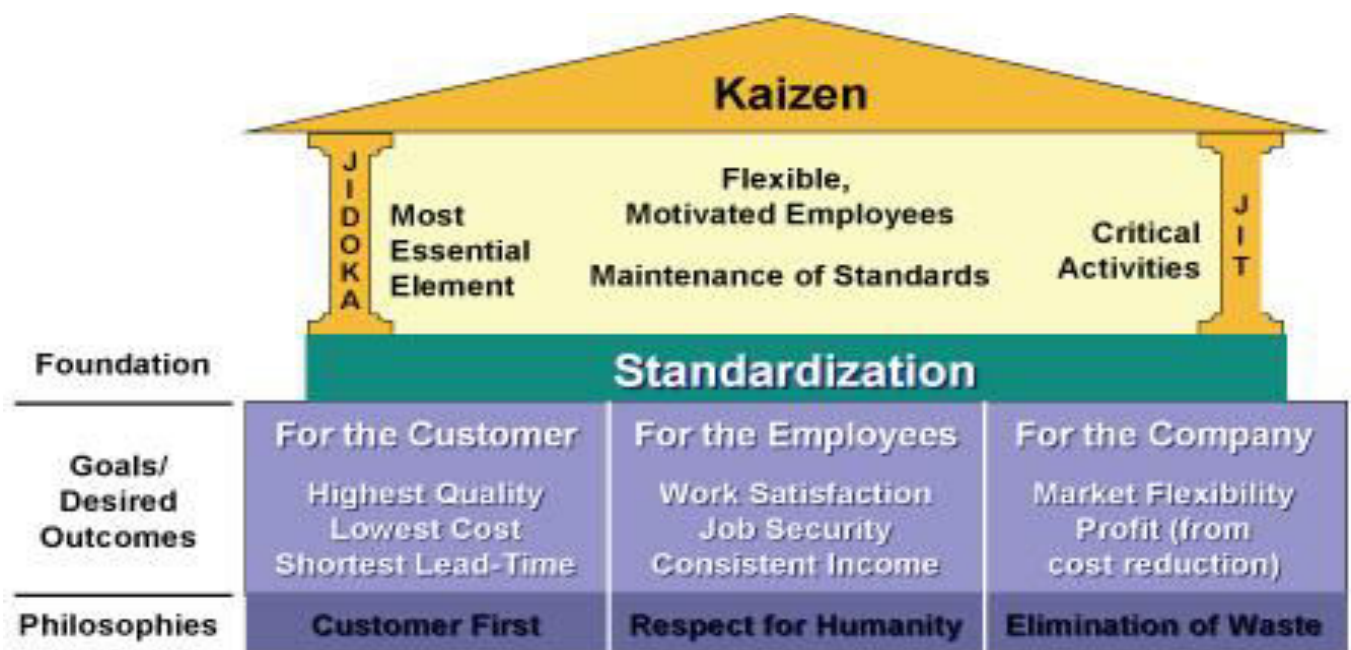 Kaizen
JIDOKA
Most
Essential
Element
Flexible,
Motivated Employees
Maintenance of Standards
Critical
Activities
JIT
Foundation
Standardization
Goals/
Desired
Outcomes
For the Customer
Highest Quality
Lowest Cost
Shortest Lead-Time
For the Employees
Work Satisfaction
Job Security
Consistent Income
For the Company
Market Flexibility
Profit (from
cost reduction)
Philosophies
Customer First
Respect for Humanity
Elimination of Waste